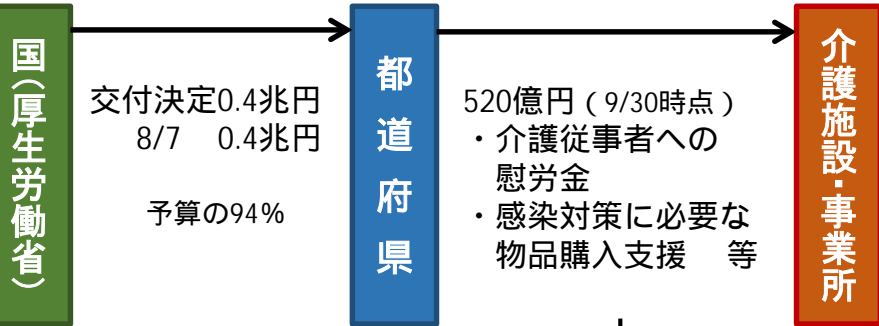 国(厚生労働省)
交付決定0.4兆円
8/7 0.4兆円
予算の94%
都道府県
520億円(9/30時点)
・介護従事者への
慰労金
・感染対策に必要な
物品購入支援 等
介護施設・事業所